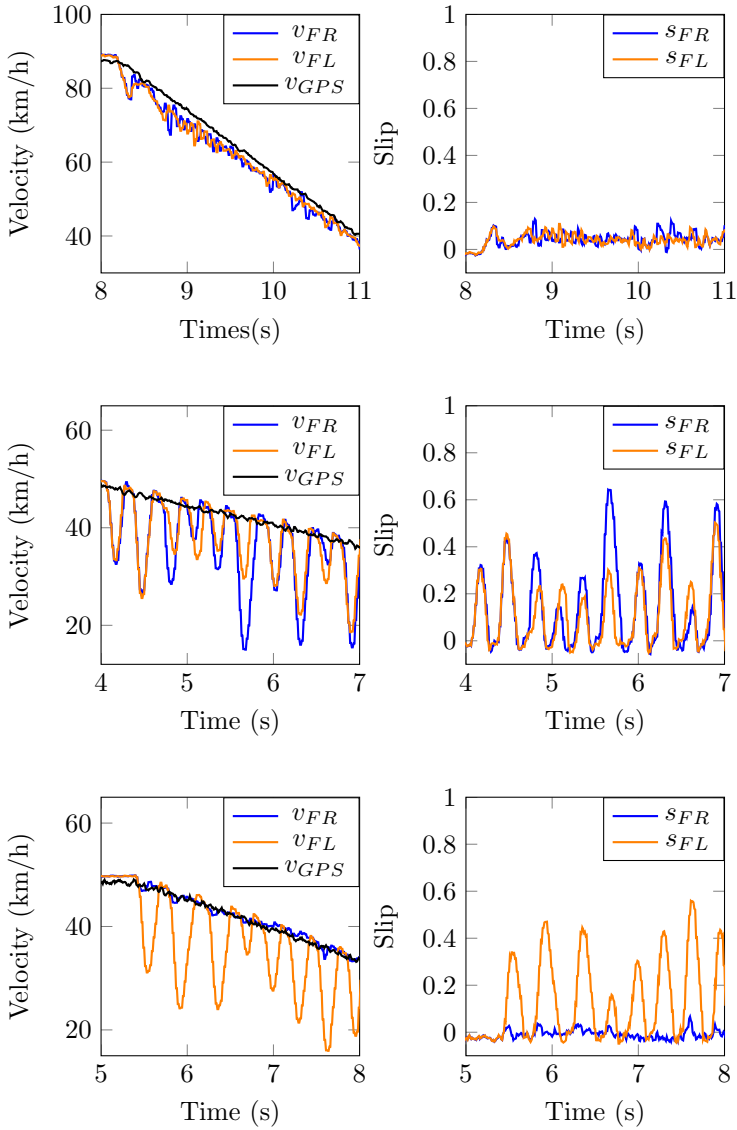 100
80
60
40
Velocity (km/h)
8 9 10 11
Times(s)
v_FR
v_FL
v_GPS
1
0.8
0.6
0.4
0.2
0
Slip
8 9 10 11
Time (s)
s_FR
s_FL
60
40
20
Velocity (km/h)
4 5 6 7
Time (s)
v_FR
v_FL
v_GPS
1
0.8
0.6
0.4
0.2
0
Slip
4 5 6 7
Time (s)
s_FR
s_FL
60
40
20
Velocity (km/h)
5 6 7 8
Time (s)
v_FR
v_FL
v_GPS
1
0.8
0.6
0.4
0.2
0
Slip
5 6 7 8
Time (s)
s_FR
s_FL